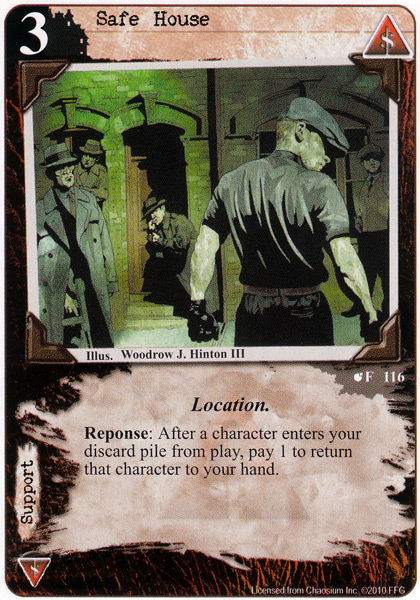 3
Safe House
Illus. Woodrow J. Hinton III
F 116
Location.
Reponse: After a character enters your
discard pile from play, pay 1 to return
that character to your hand.
Support
Licensed from Chaosium Inc. ©2010 FFG